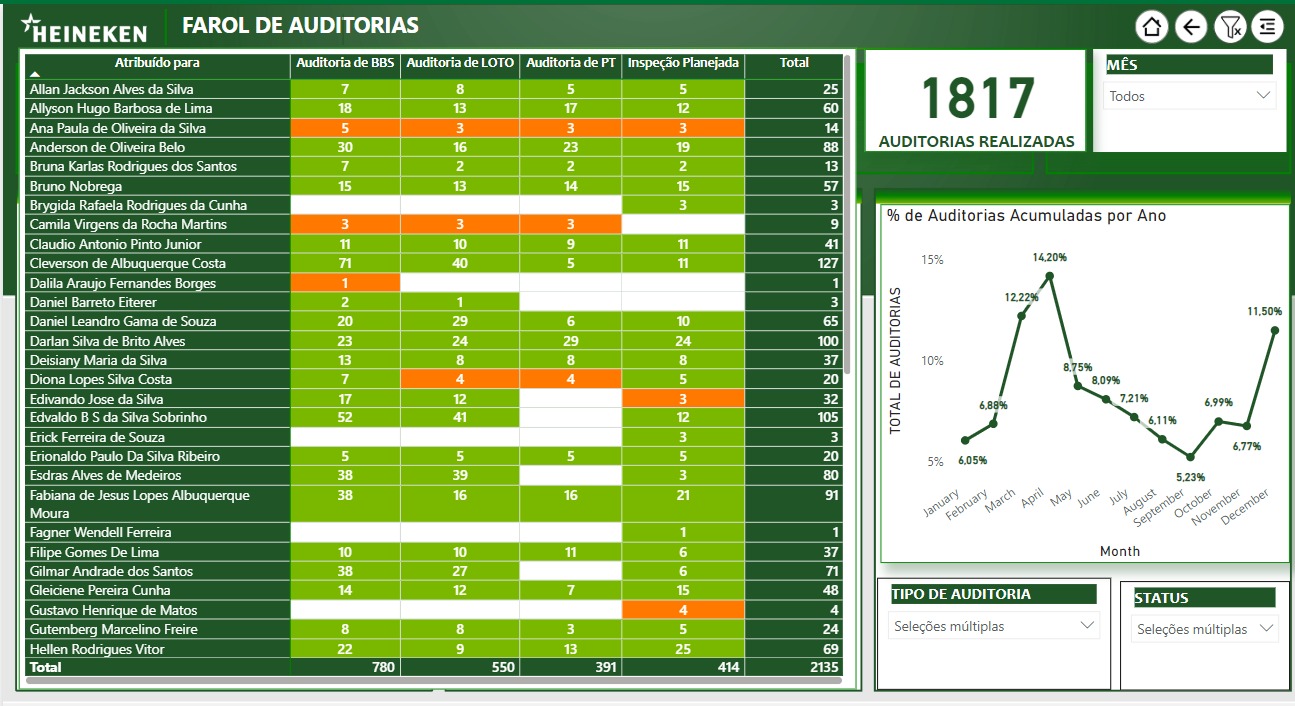 HEINEKEN
FAROL DE AUDITORIAS
Atribuído para Auditoria de BBS Auditoria de LOTO Auditoria de PT Inspeção Planejada Total
Allan Jackson Alves da Silva 7 8 5 5 25
Allyson Hugo Barbosa de Lima 18 13 17 12 60
Ana Paula de Oliveira da Silva 5 3 3 3 14
Anderson de Oliveira Belo 30 16 23 19 88
Bruna Karlas Rodrigues dos Santos 7 2 2 2 13
Bruno Nobrega 15 13 14 15 57
Brygida Rafaela Rodrigues da Cunha 3 3
Camila Virgens da Rocha Martins 3 3 3 9
Claudio Antonio Pinto Junior 11 10 9 11 41
Cleverson de Albuquerque Costa 71 40 5 11 127
Dalila Araujo Fernandes Borges 1 1
Daniel Barreto Eiterer 2 1 3
Daniel Leandro Gama de Souza 20 29 6 10 65
Darlan Silva de Brito Alves 23 24 29 24 100
Deisiany Maria da Silva 13 8 8 8 37
Diona Lopes Silva Costa 7 4 4 5 20
Edivando Jose da Silva 17 12 3 32
Edvaldo B S da Silva Sobrinho 52 41 12 105
Erick Ferreira de Souza 3 3
Erionaldo Paulo Da Silva Ribeiro 5 5 5 5 20
Esdras Alves de Medeiros 38 39 3 80
Fabiana de Jesus Lopes Albuquerque 38 16 16 21 91
Moura
Fagner Wendell Ferreira 1 1
Filipe Gomes De Lima 10 10 11 6 37
Gilmar Andrade dos Santos 38 27 6 71
Gleiciene Pereira Cunha 14 12 7 15 48
Gustavo Henrique de Matos 4 4
Gutemberg Marcelino Freire 8 8 3 5 24
Hellen Rodrigues Vitor 22 9 13 25 69
Total 780 550 391 414 2135
1817
AUDITORIAS REALIZADAS
MÊS
Todos
% de Auditorias Acumuladas por Ano
TOTAL DE AUDITORIAS
15%
10%
5%
6,05%
6,88%
12,22%
14,20%
8,75%
8,09%
7,21%
6,11%
5,23%
6,99%
6,77%
11,50%
January
February
March
April
May
June
July
August
September
October
November
December
Month
TIPO DE AUDITORIA
Seleções múltiplas
STATUS
Seleções múltiplas